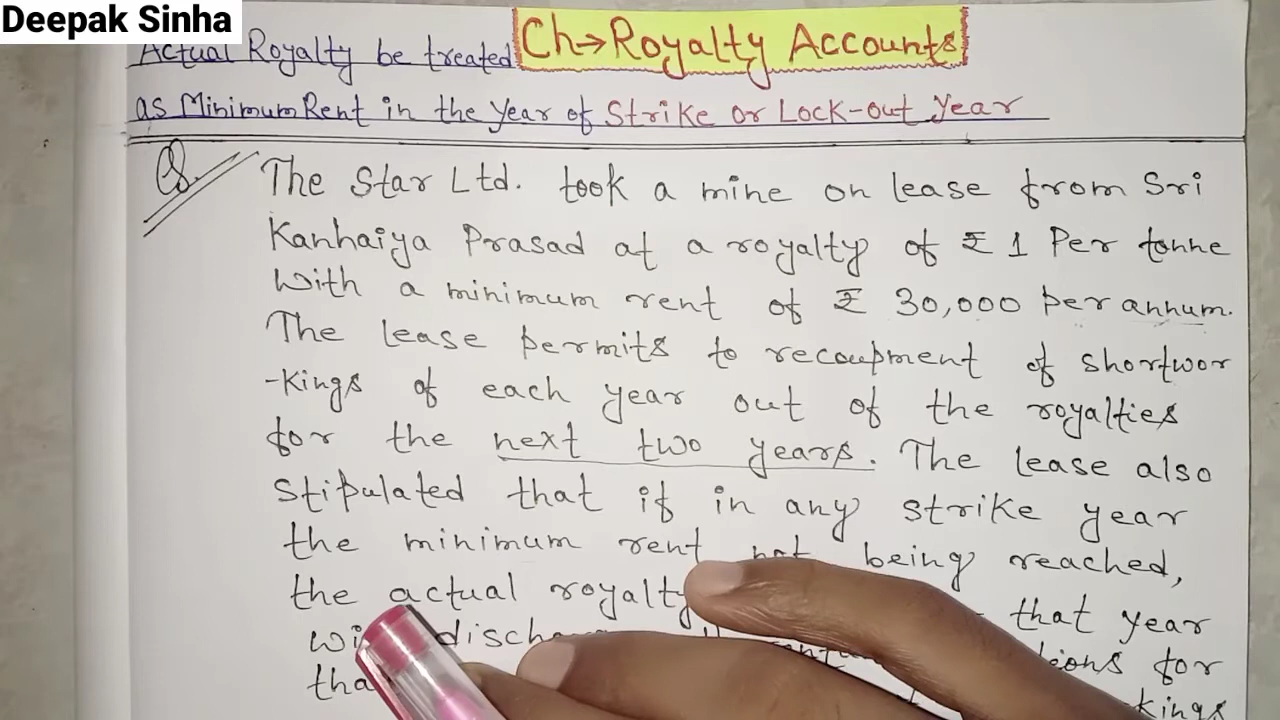 Deepak Sinha
Ch→Royalty Accounts
Actual Royalty be treated
as Minimum Rent in the Year of Strike or Lock-out Year
Q. The Star Ltd. took a mine on lease from Sri
Kanhaiya Prasad at a royalty of ₹ 1 Per tonne
with a minimum rent of ₹ 30,000 per annum.
The lease permits to recoupment of shortwor
-kings of each year out of the royalties
for the next two years. The lease also
stipulated that if in any strike year
the minimum rent not being reached,
the actual royalty that year
for
kings